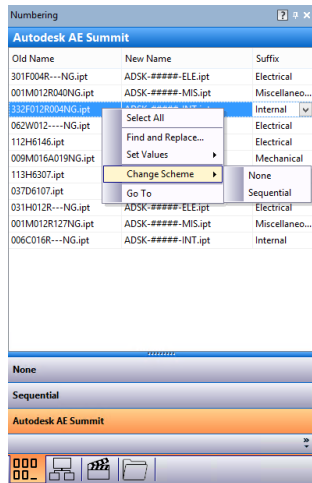 Numbering
Autodesk AE Summit
Old Name New Name Suffix
301F004R---NG.ipt ADSK-#####-ELE.ipt Electrical
001M012R040NG.ipt ADSK-#####-MIS.ipt Miscellaneo...
332F012R004NG.ipt ADSK-#####-INT.ipt Internal
Select All
062W012----NG.ipt Electrical
Find and Replace...
112H6146.ipt Electrical
Set Values
009M016A019NG.ipt Mechanical
Change Scheme
113H6307.ipt
None
Go To
037D6107.ipt
Sequential
031H012R---NG.ipt ADSK-#####-ELE.ipt Electrical
001M012R127NG.ipt ADSK-#####-MIS.ipt Miscellaneo...
006C016R---NG.ipt ADSK-#####-INT.ipt Internal
None
Sequential
Autodesk AE Summit